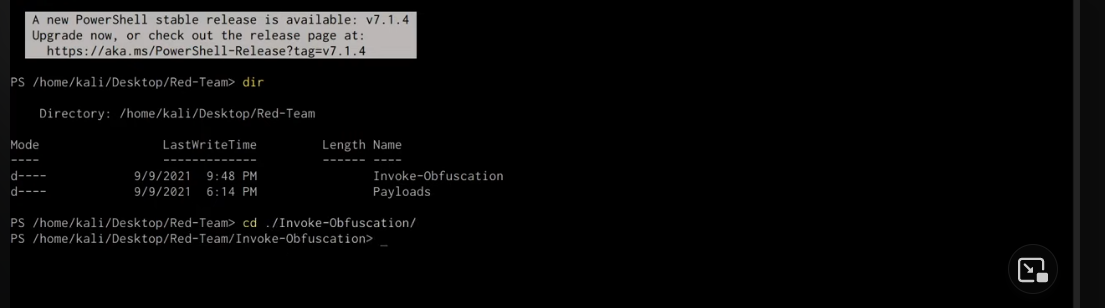 A new PowerShell stable release is available: v7.1.4
Upgrade now, or check out the release page at:
https://aka.ms/PowerShell-Release?tag=v7.1.4
PS /home/kali/Desktop/Red-Team> dir
Directory: /home/kali/Desktop/Red-Team
Mode LastWriteTime Length Name
---- ------------- ------ ----
d---- 9/9/2021 9:48 PM Invoke-Obfuscation
d---- 9/9/2021 6:14 PM Payloads
PS /home/kali/Desktop/Red-Team> cd ./Invoke-Obfuscation/
PS /home/kali/Desktop/Red-Team/Invoke-Obfuscation> _